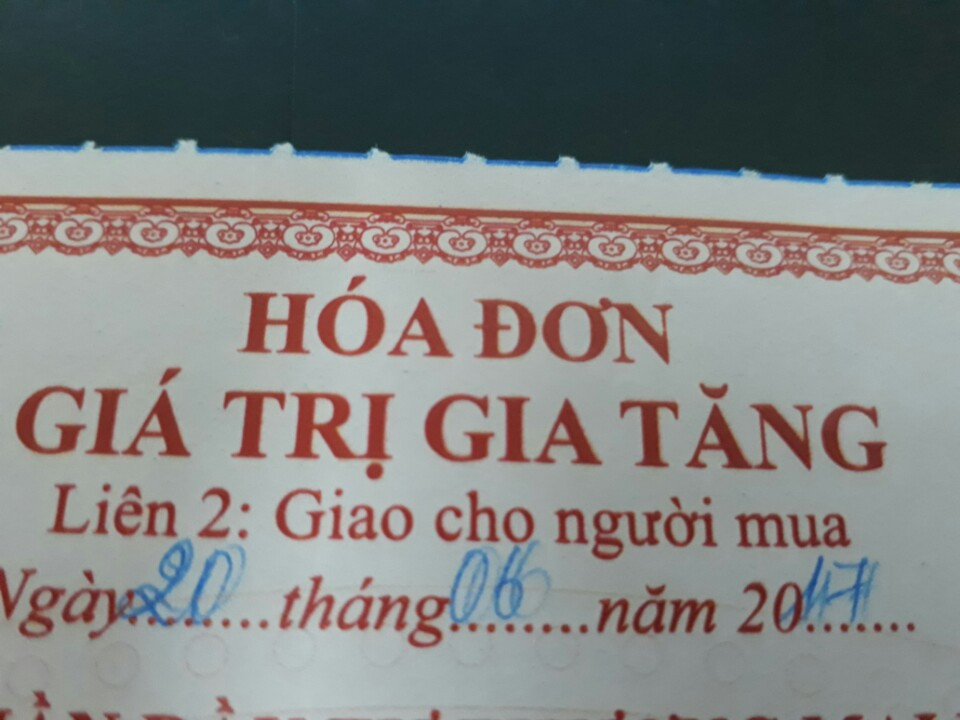 HÓA ĐƠN
GIÁ TRỊ GIA TĂNG
Liên 2: Giao cho người mua
Ngày 20 tháng 06 năm 2017